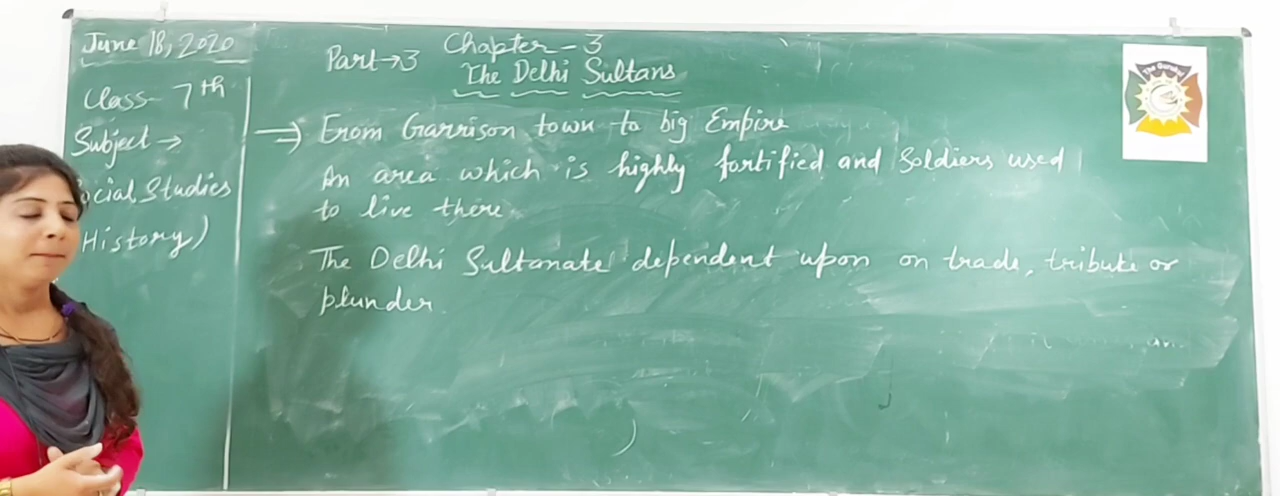 June 18, 2020
Class- 7th
Subject →
ocial Studies
History)
Part→3 Chapter - 3
The Delhi Sultans
⇒ From Garrison town to big Empire
An area which is highly fortified and Soldiers used
to live there.
The Delhi Sultanate dependent upon on trade, tribute or
plunder.